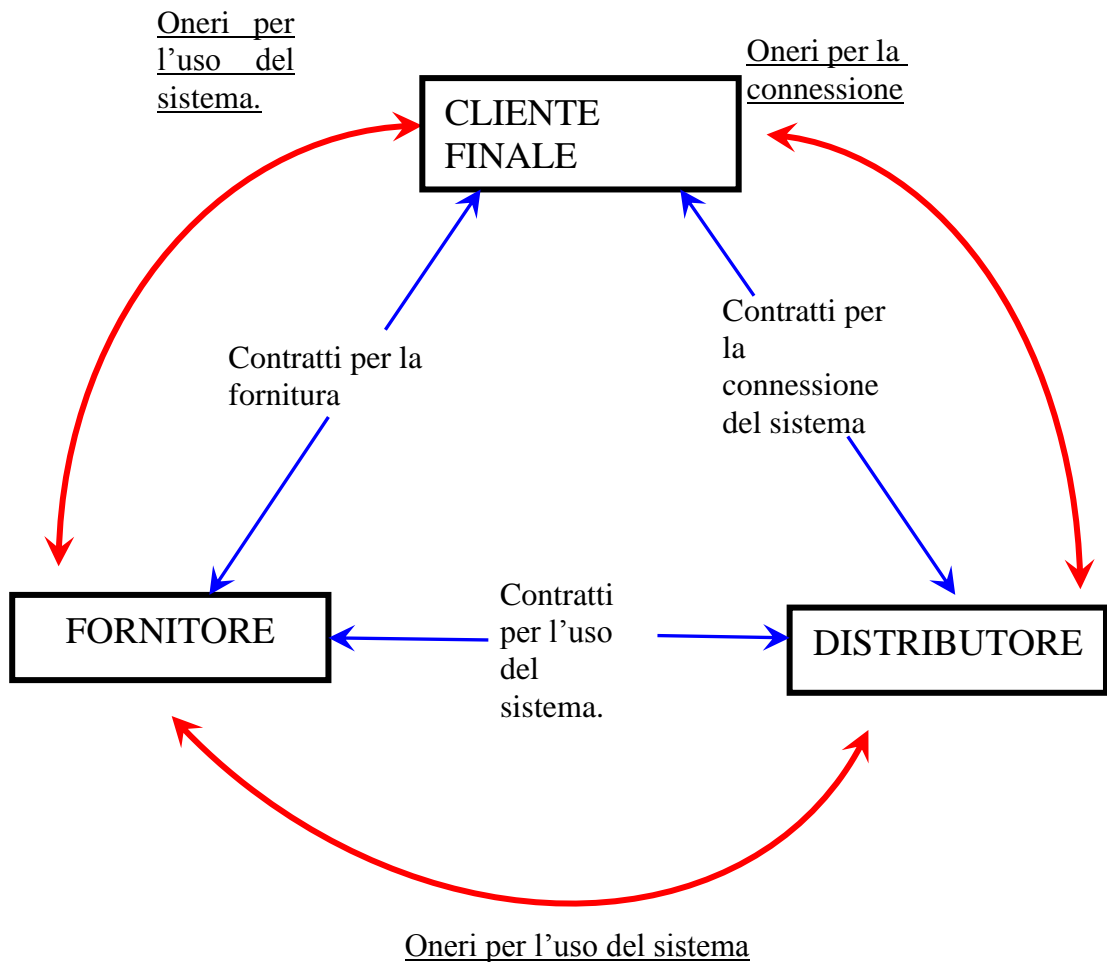 Oneri per
l’uso del
sistema.
Oneri per la
connessione
CLIENTE
FINALE
Contratti per la
fornitura
Contratti per
la
connessione
del sistema
FORNITORE
Contratti
per l’uso
del
sistema.
DISTRIBUTORE
Oneri per l’uso del sistema